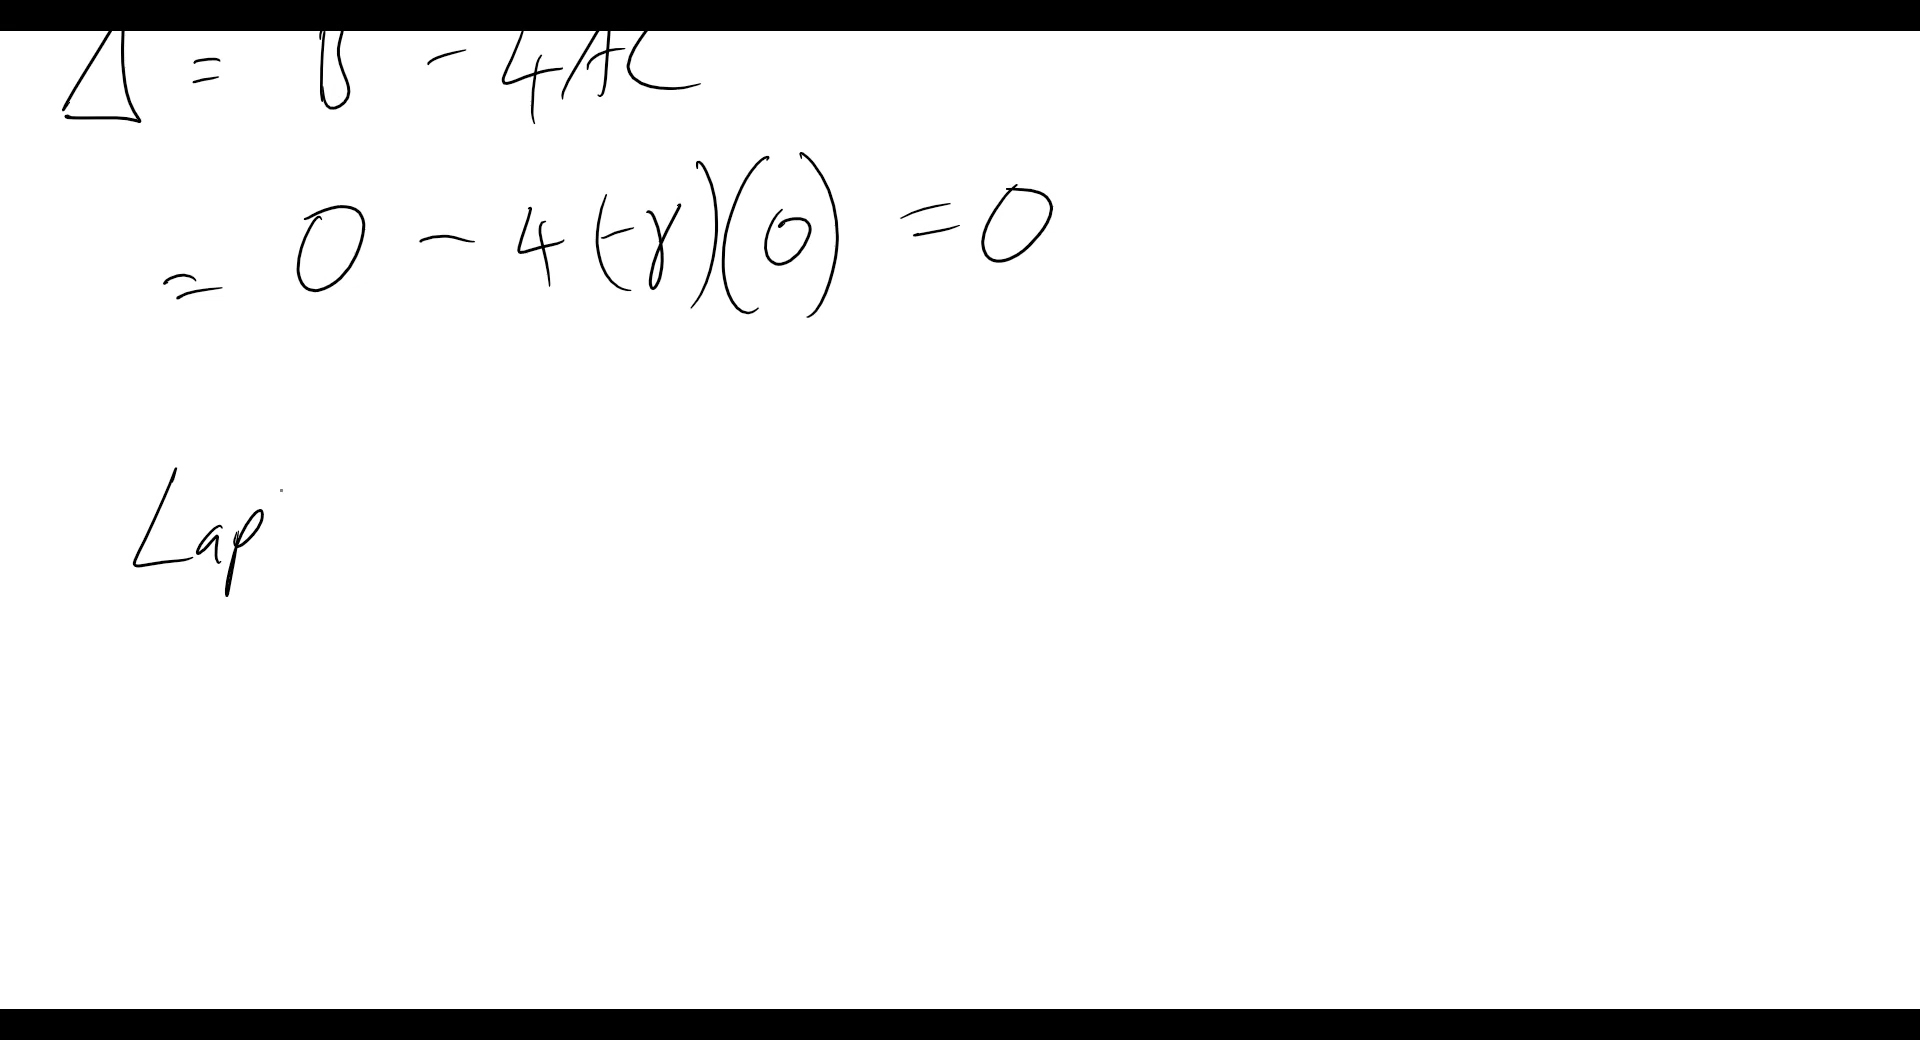 Δ = B - 4AC
= 0 - 4(-γ)(0) = 0
Lap